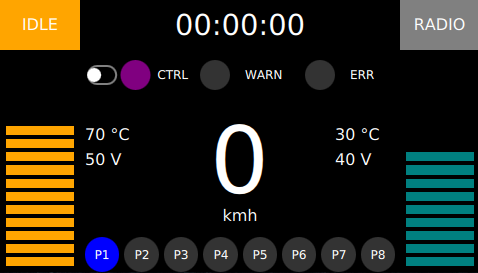 IDLE 00:00:00 RADIO
CTRL WARN ERR
70 °C 0 30 °C
50 V 40 V
kmh
P1 P2 P3 P4 P5 P6 P7 P8